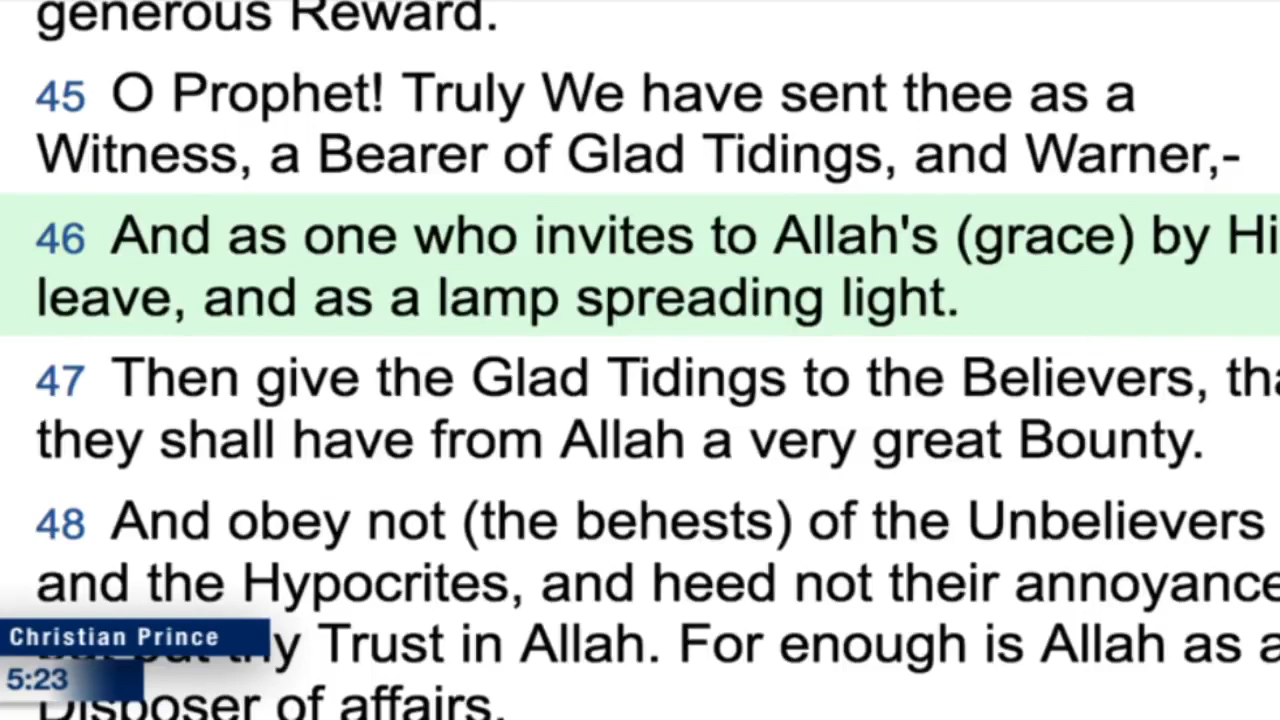 generous Reward.
45 O Prophet! Truly We have sent thee as a
Witness, a Bearer of Glad Tidings, and Warner,-
46 And as one who invites to Allah's (grace) by Hi
leave, and as a lamp spreading light.
47 Then give the Glad Tidings to the Believers, tha
they shall have from Allah a very great Bounty.
48 And obey not (the behests) of the Unbelievers
and the Hypocrites, and heed not their annoyance
Christian Prince
but put thy Trust in Allah. For enough is Allah as a
5:23
Disposer of affairs.